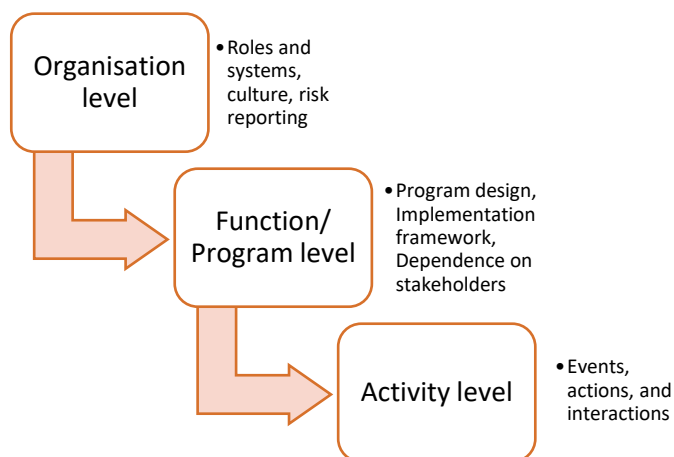 Organisation
level
•Roles and
systems,
culture, risk
reporting
Function/
Program level
•Program design,
Implementation
framework,
Dependence on
stakeholders
Activity level
•Events,
actions, and
interactions